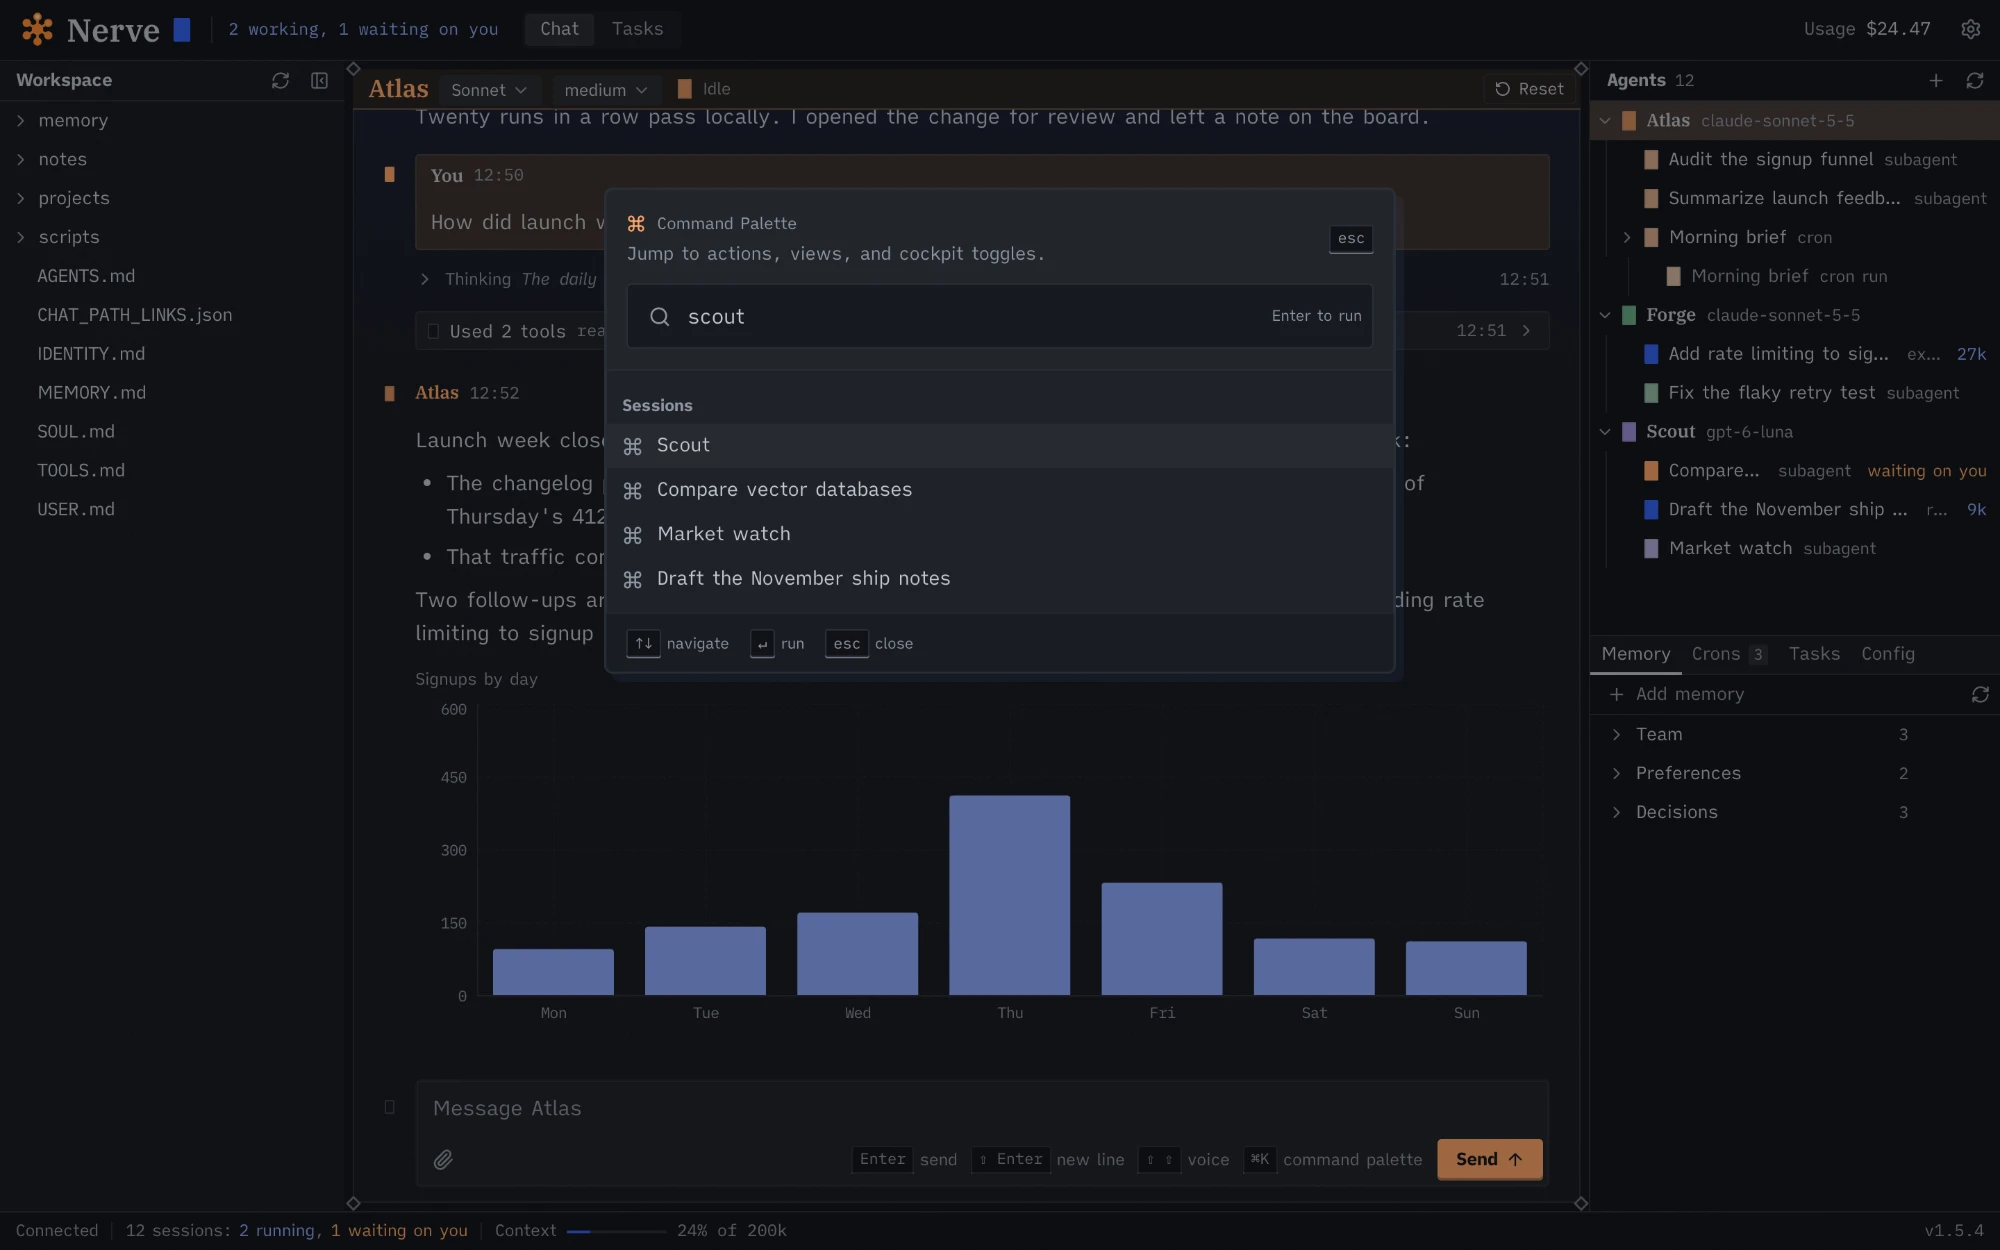 Nerve
2 working, 1 waiting on you
Chat
Tasks
Usage $24.47
Workspace
memory
notes
projects
scripts
AGENTS.md
CHAT_PATH_LINKS.json
IDENTITY.md
MEMORY.md
SOUL.md
TOOLS.md
USER.md
Atlas
Sonnet
medium
Idle
Reset
Twenty runs in a row pass locally. I opened the change for review and left a note on the board.
You 12:50
How did launch
Thinking The daily
12:51
Used 2 tools
12:51
Atlas 12:52
Launch week
The changelog
of
Thursday's 412
That traffic
Two follow-ups
rate
limiting to signup
Command Palette
Jump to actions, views, and cockpit toggles.
esc
scout
Enter to run
Sessions
⌘ Scout
⌘ Compare vector databases
⌘ Market watch
⌘ Draft the November ship notes
↑↓ navigate
↵ run
esc close
Signups by day
600
450
300
150
0
Mon
Tue
Wed
Thu
Fri
Sat
Sun
Message Atlas
Enter send
⇧ Enter new line
⇧ ⇧ voice
⌘K command palette
Send ↑
Agents 12
Atlas claude-sonnet-5-5
Audit the signup funnel subagent
Summarize launch feedb... subagent
Morning brief cron
Morning brief cron run
Forge claude-sonnet-5-5
Add rate limiting to sig... ex... 27k
Fix the flaky retry test subagent
Scout gpt-6-luna
Compare... subagent waiting on you
Draft the November ship ... r... 9k
Market watch subagent
Memory
Crons 3
Tasks
Config
+ Add memory
Team 3
Preferences 2
Decisions 3
Connected
12 sessions: 2 running, 1 waiting on you
Context
24% of 200k
v1.5.4